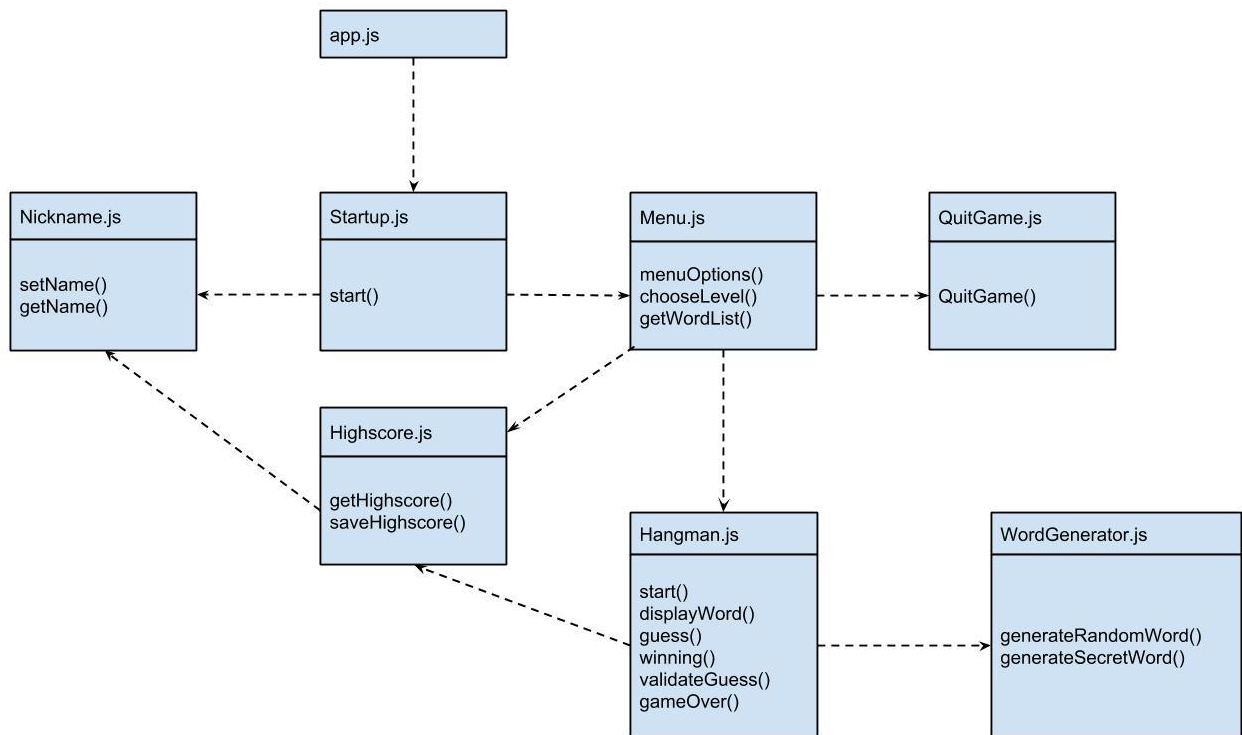 app.js
Nickname.js
setName()
getName()
Startup.js
start()
Menu.js
menuOptions()
chooseLevel()
getWordList()
QuitGame.js
QuitGame()
Highscore.js
getHighscore()
saveHighscore()
Hangman.js
start()
displayWord()
guess()
winning()
validateGuess()
gameOver()
WordGenerator.js
generateRandomWord()
generateSecretWord()